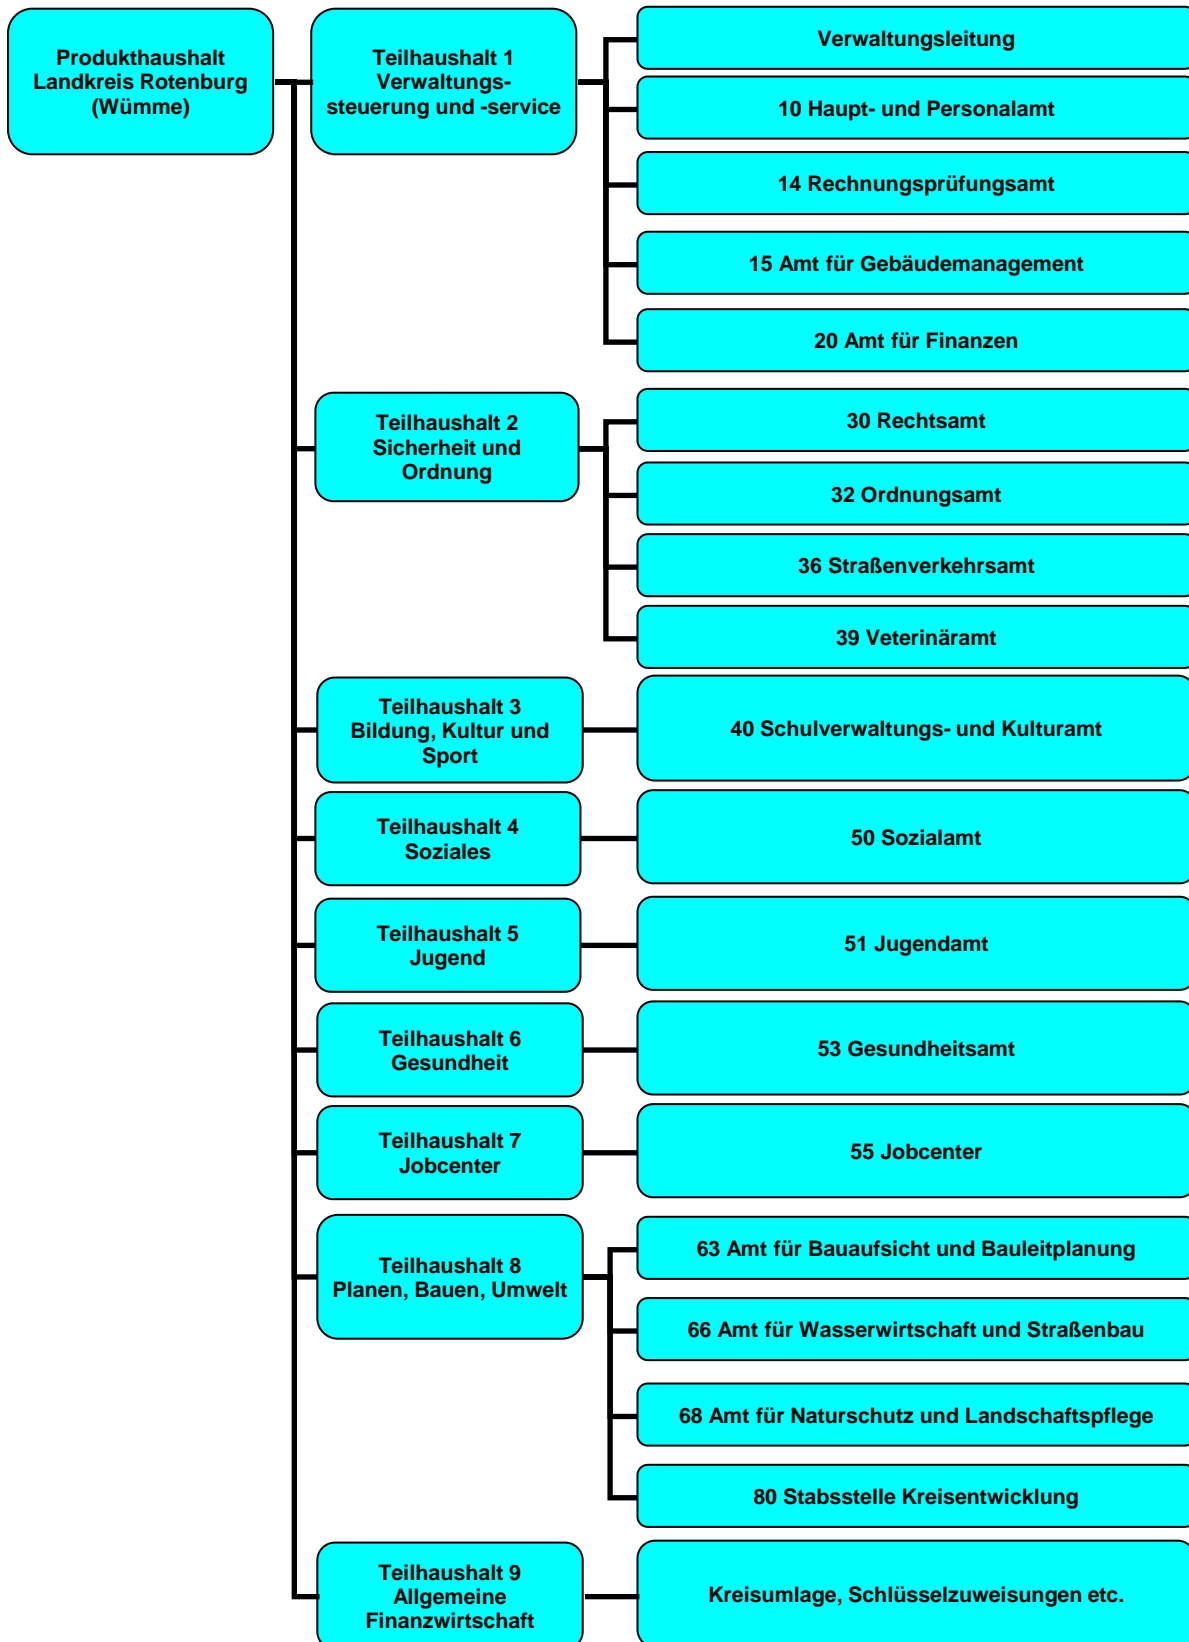 Produkthaushalt
Landkreis Rotenburg
(Wümme)
Teilhaushalt 1
Verwaltungs-
steuerung und -service
Verwaltungsleitung
10 Haupt- und Personalamt
14 Rechnungsprüfungsamt
15 Amt für Gebäudemanagement
20 Amt für Finanzen
Teilhaushalt 2
Sicherheit und
Ordnung
30 Rechtsamt
32 Ordnungsamt
36 Straßenverkehrsamt
39 Veterinäramt
Teilhaushalt 3
Bildung, Kultur und
Sport
40 Schulverwaltungs- und Kulturamt
Teilhaushalt 4
Soziales
50 Sozialamt
Teilhaushalt 5
Jugend
51 Jugendamt
Teilhaushalt 6
Gesundheit
53 Gesundheitsamt
Teilhaushalt 7
Jobcenter
55 Jobcenter
Teilhaushalt 8
Planen, Bauen, Umwelt
63 Amt für Bauaufsicht und Bauleitplanung
66 Amt für Wasserwirtschaft und Straßenbau
68 Amt für Naturschutz und Landschaftspflege
80 Stabsstelle Kreisentwicklung
Teilhaushalt 9
Allgemeine
Finanzwirtschaft
Kreisumlage, Schlüsselzuweisungen etc.